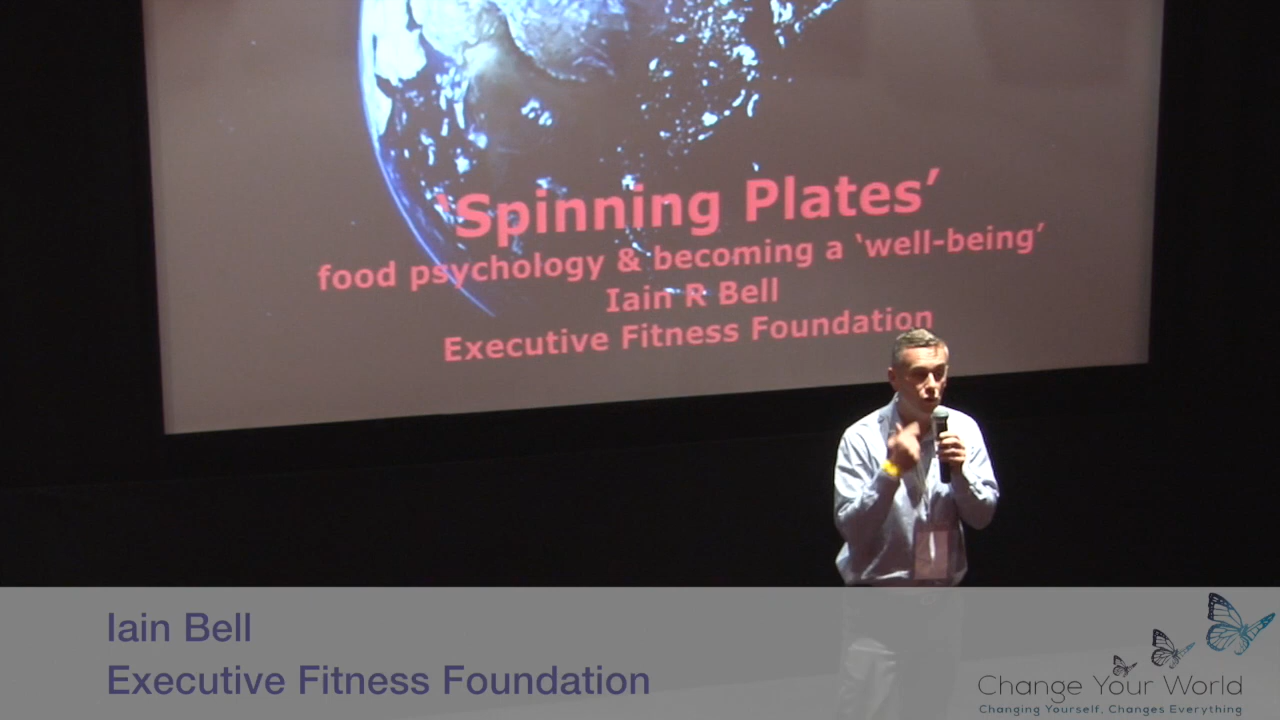 ‘Spinning Plates’
food psychology & becoming a ‘well-being’
Iain R Bell
Executive Fitness Foundation
Iain Bell
Executive Fitness Foundation
Change Your World
Changing Yourself, Changes Everything